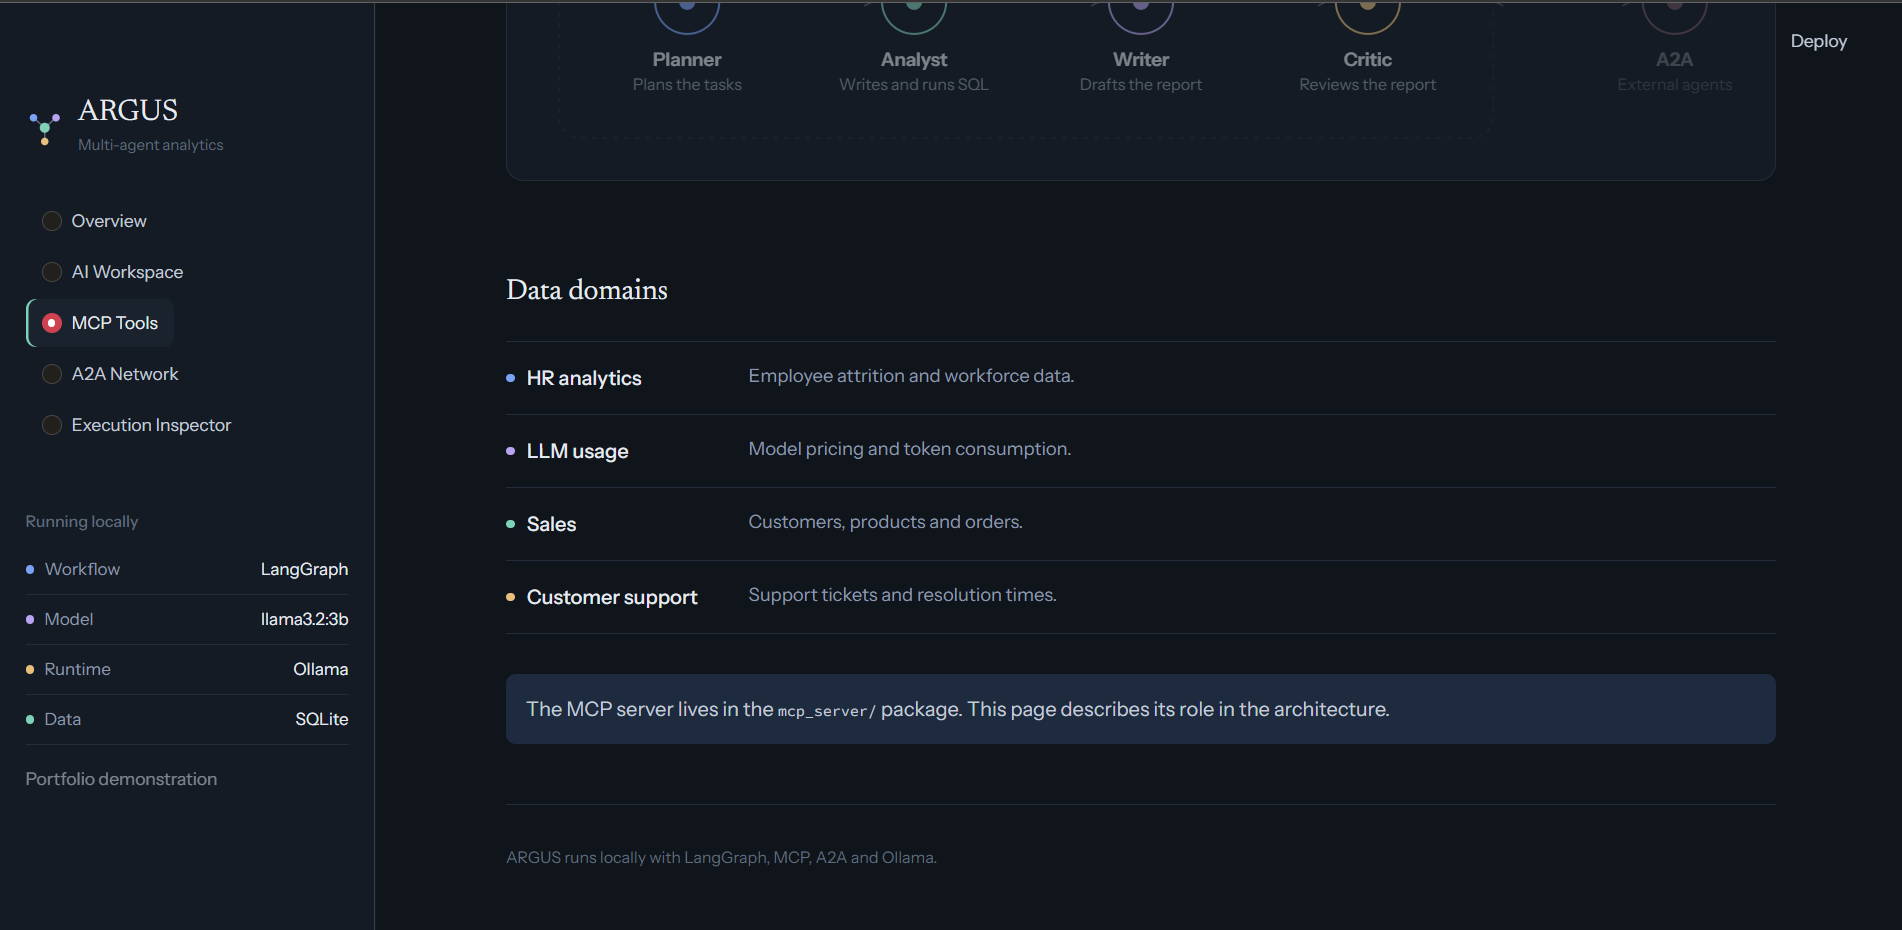 Deploy
ARGUS
Multi-agent analytics
Overview
AI Workspace
MCP Tools
A2A Network
Execution Inspector
Running locally
Workflow LangGraph
Model llama3.2:3b
Runtime Ollama
Data SQLite
Portfolio demonstration
Planner
Plans the tasks
Analyst
Writes and runs SQL
Writer
Drafts the report
Critic
Reviews the report
A2A
External agents
Data domains
HR analytics Employee attrition and workforce data.
LLM usage Model pricing and token consumption.
Sales Customers, products and orders.
Customer support Support tickets and resolution times.
The MCP server lives in the mcp_server/ package. This page describes its role in the architecture.
ARGUS runs locally with LangGraph, MCP, A2A and Ollama.